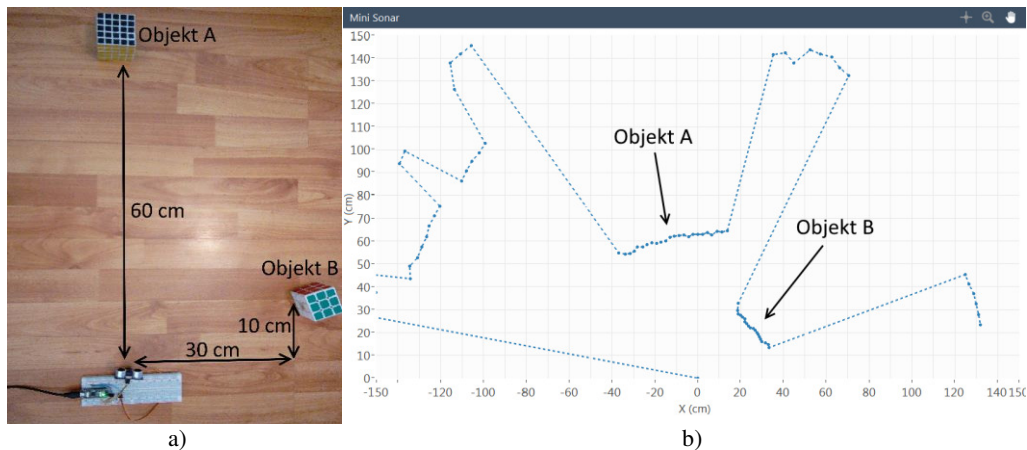 Objekt A
60 cm
Objekt B
10 cm
30 cm
a)
Mini Sonar
150
140
130
120
110
100
90
80
70
60
50
40
30
20
10
0
Y (cm)
Objekt A
Objekt B
-150 -120 -100 -80 -60 -40 -20 0 20 40 60 80 100 120 140 150
X (cm)
b)